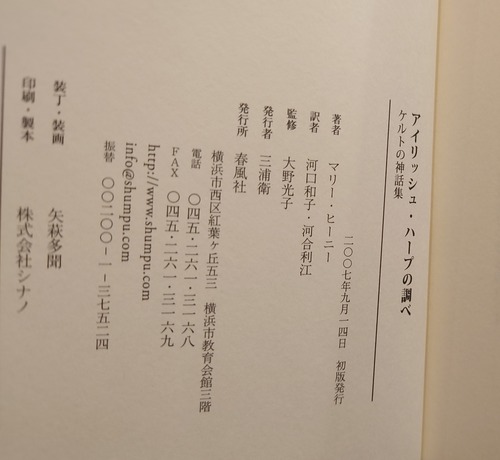 アイリッシュ・ハープの調べ
ケルトの神話集
二〇〇七年九月一四日　初版発行
著者　マリー・ヒーニー
訳者　河口和子・河合利江
監修　大野光子
発行者　三浦衛
発行所　春風社
横浜市西区紅葉ヶ丘五三　横浜市教育会館三階
電話　〇四五・二六一・三一六八
FAX　〇四五・二六一・三一六九
http://www.shumpu.com
info@shumpu.com
振替　〇〇二〇〇－一－三七五二四
装丁・装画　矢萩多聞
印刷・製本　株式会社シナノ